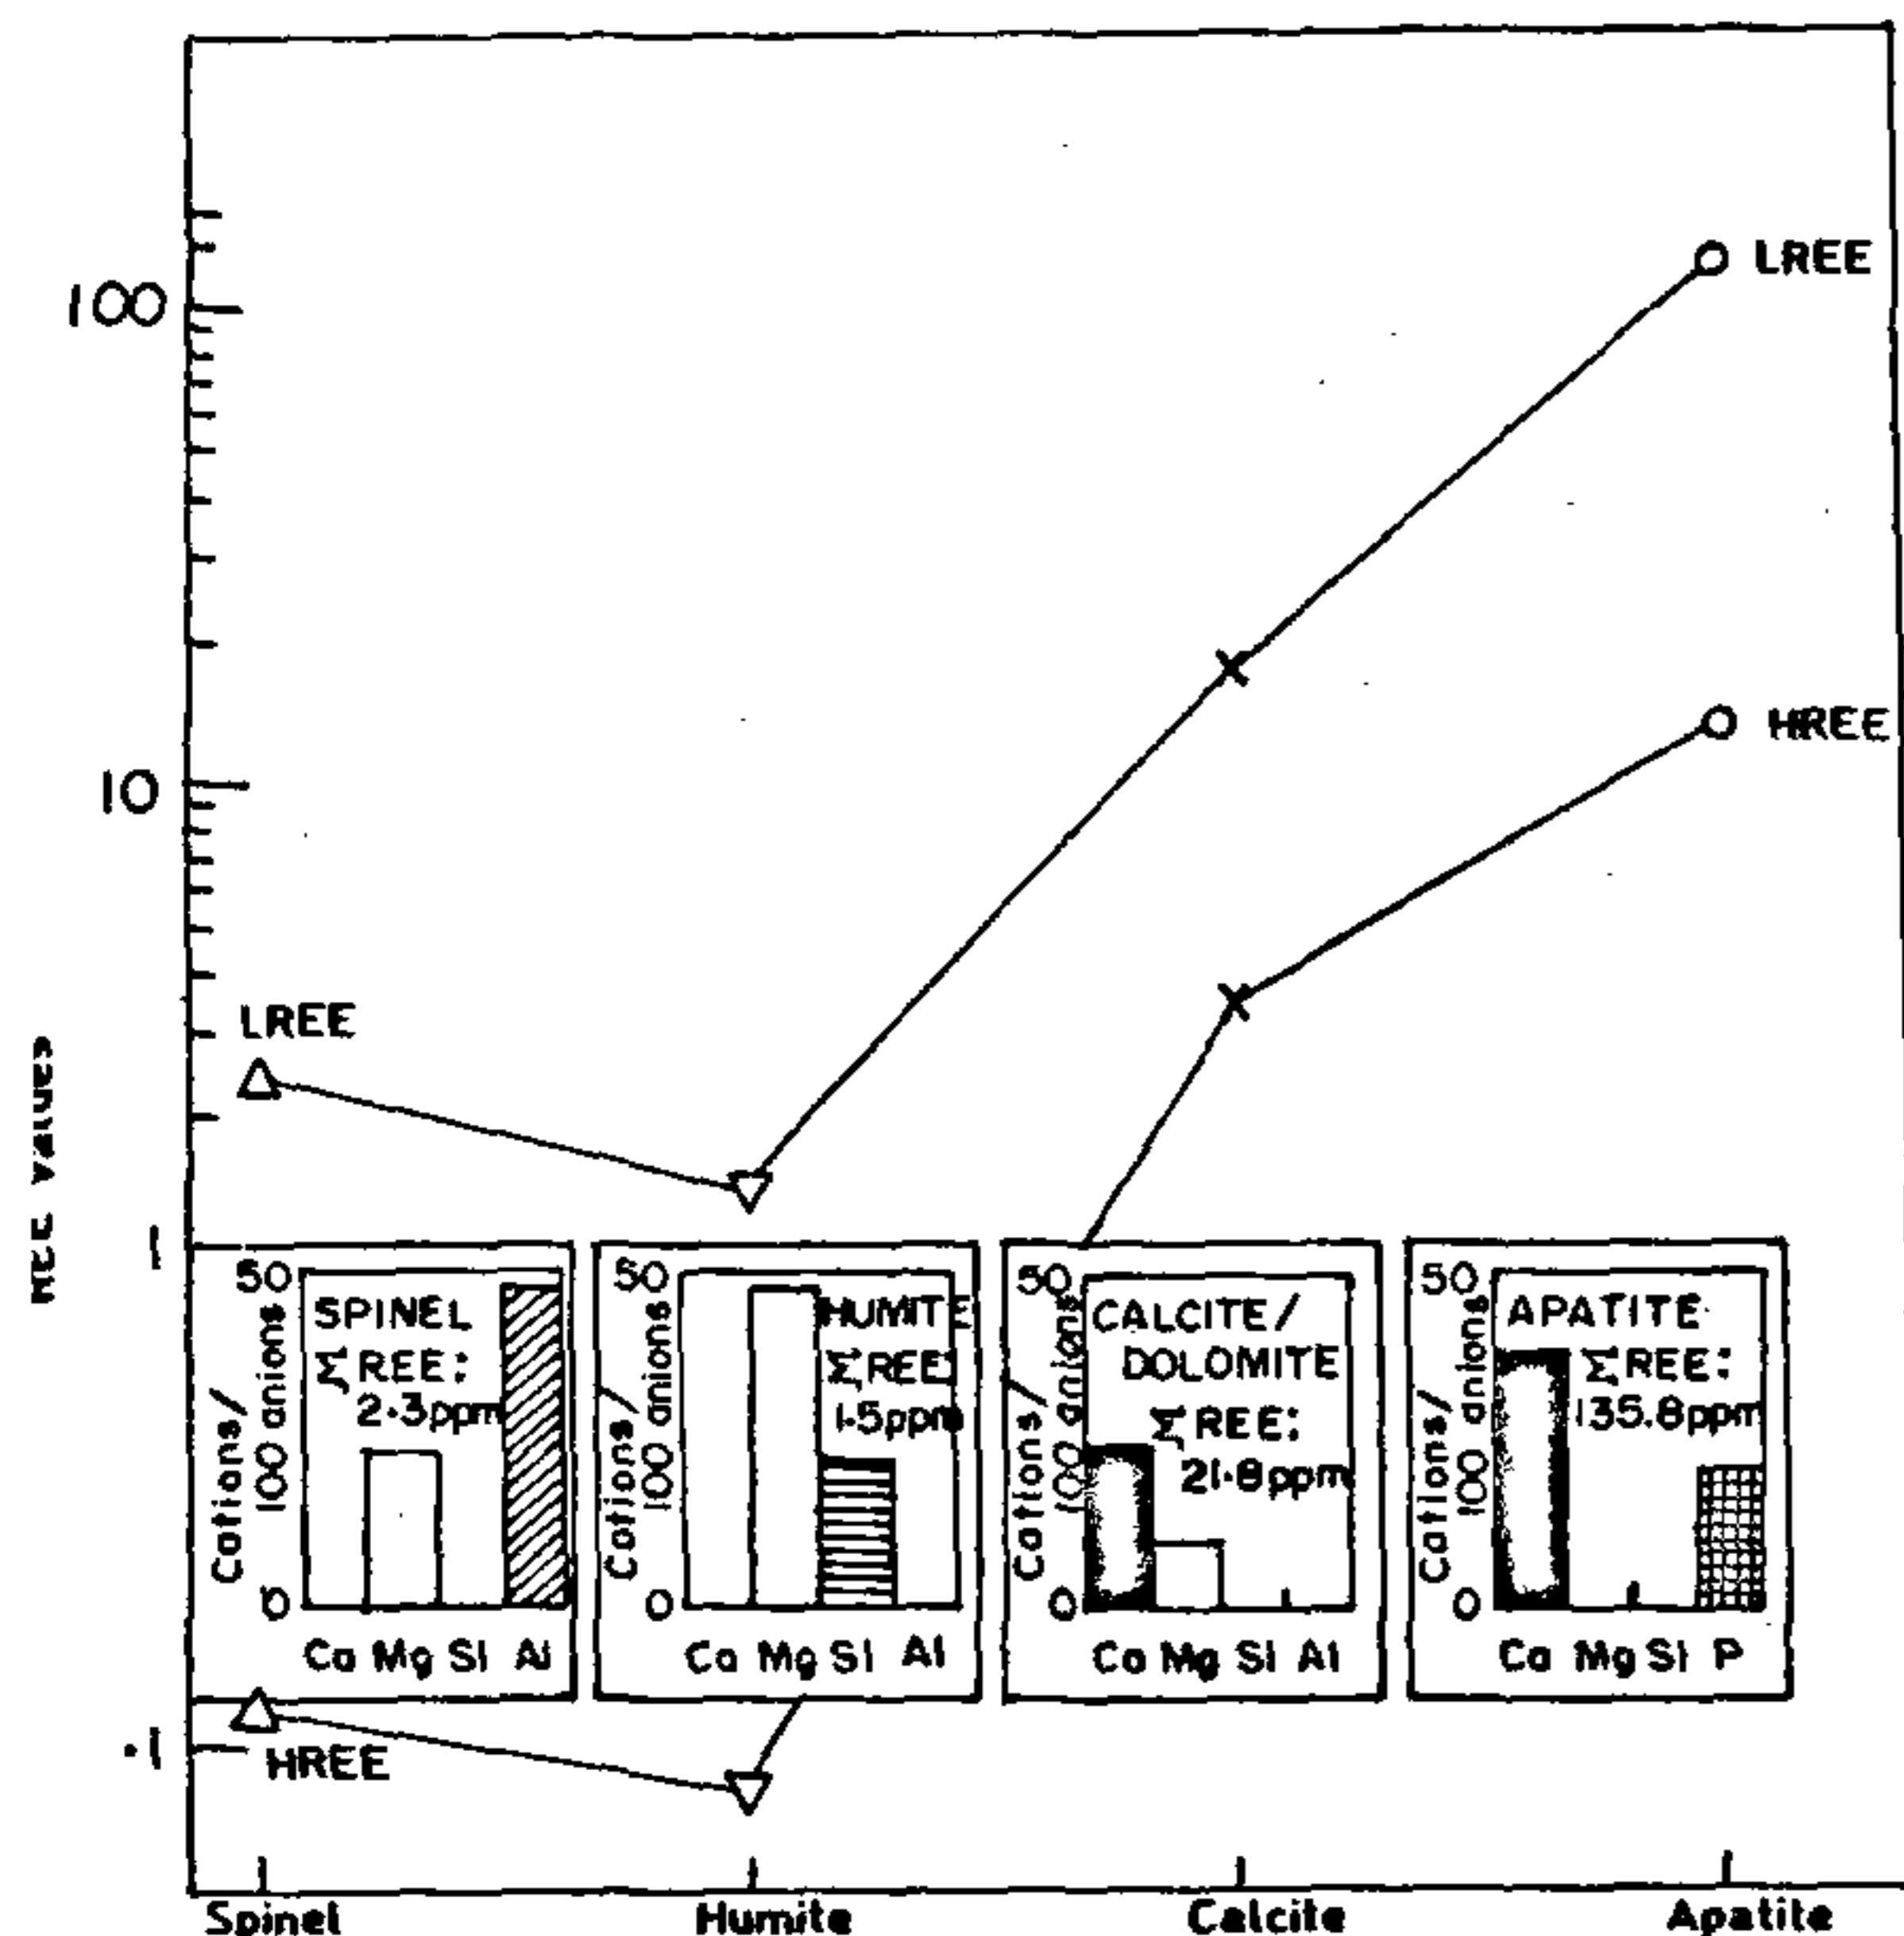 100
10
1
.1
REE values
LREE
HREE
LREE
HREE
50
0
Cations/
100 anions
SPINEL
Σ REE:
2.3ppm
Ca Mg Si Al
50
0
Cations/
100 anions
HUMITE
Σ REE
1.5ppm
Ca Mg Si Al
50
0
Cations/
100 anions
CALCITE/
DOLOMITE
Σ REE:
21.8ppm
Ca Mg Si Al
50
0
Cations/
100 anions
APATITE
Σ REE:
135.8ppm
Ca Mg Si P
Spinel Humite Calcite Apatite